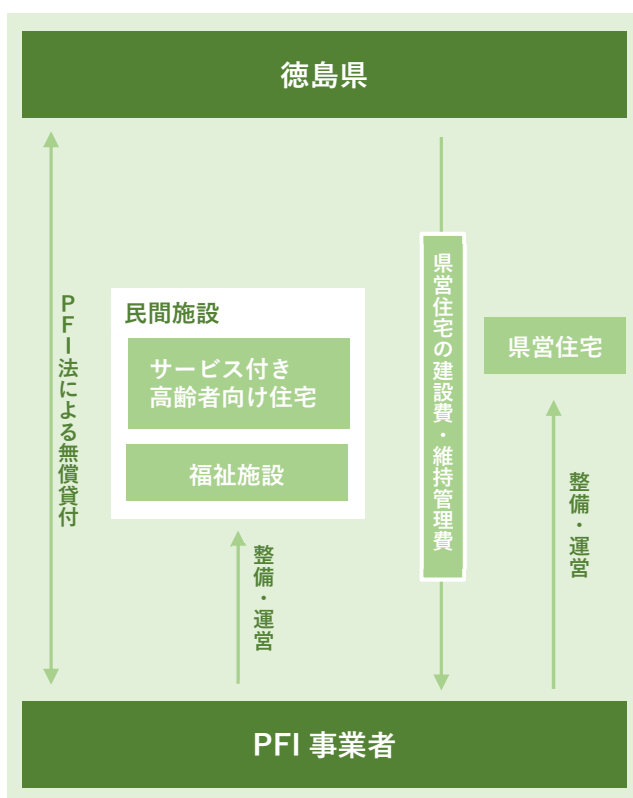 徳島県
PFI法による無償貸付
民間施設
サービス付き
高齢者向け住宅
福祉施設
整備・運営
県営住宅の建設費・維持管理費
県営住宅
整備・運営
PFI 事業者